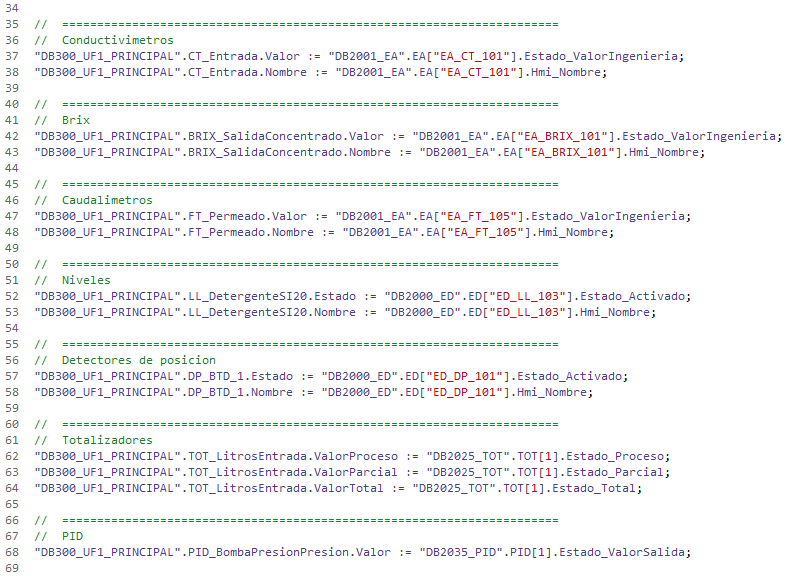 34
35 // =======================================================================
36 // Conductivimetros
37 "DB300_UF1_PRINCIPAL".CT_Entrada.Valor := "DB2001_EA".EA["EA_CT_101"].Estado_ValorIngenieria;
38 "DB300_UF1_PRINCIPAL".CT_Entrada.Nombre := "DB2001_EA".EA["EA_CT_101"].Hmi_Nombre;
39
40 // =======================================================================
41 // Brix
42 "DB300_UF1_PRINCIPAL".BRIX_SalidaConcentrado.Valor := "DB2001_EA".EA["EA_BRIX_101"].Estado_ValorIngenieria;
43 "DB300_UF1_PRINCIPAL".BRIX_SalidaConcentrado.Nombre := "DB2001_EA".EA["EA_BRIX_101"].Hmi_Nombre;
44
45 // =======================================================================
46 // Caudalimetros
47 "DB300_UF1_PRINCIPAL".FT_Permeado.Valor := "DB2001_EA".EA["EA_FT_105"].Estado_ValorIngenieria;
48 "DB300_UF1_PRINCIPAL".FT_Permeado.Nombre := "DB2001_EA".EA["EA_FT_105"].Hmi_Nombre;
49
50 // =======================================================================
51 // Niveles
52 "DB300_UF1_PRINCIPAL".LL_DetergenteSI20.Estado := "DB2000_ED".ED["ED_LL_103"].Estado_Activado;
53 "DB300_UF1_PRINCIPAL".LL_DetergenteSI20.Nombre := "DB2000_ED".ED["ED_LL_103"].Hmi_Nombre;
54
55 // =======================================================================
56 // Detectores de posicion
57 "DB300_UF1_PRINCIPAL".DP_BTD_1.Estado := "DB2000_ED".ED["ED_DP_101"].Estado_Activado;
58 "DB300_UF1_PRINCIPAL".DP_BTD_1.Nombre := "DB2000_ED".ED["ED_DP_101"].Hmi_Nombre;
59
60 // =======================================================================
61 // Totalizadores
62 "DB300_UF1_PRINCIPAL".TOT_LitrosEntrada.ValorProceso := "DB2025_TOT".TOT[1].Estado_Proceso;
63 "DB300_UF1_PRINCIPAL".TOT_LitrosEntrada.ValorParcial := "DB2025_TOT".TOT[1].Estado_Parcial;
64 "DB300_UF1_PRINCIPAL".TOT_LitrosEntrada.ValorTotal := "DB2025_TOT".TOT[1].Estado_Total;
65
66 // =======================================================================
67 // PID
68 "DB300_UF1_PRINCIPAL".PID_BombaPresionPresion.Valor := "DB2035_PID".PID[1].Estado_ValorSalida;
69